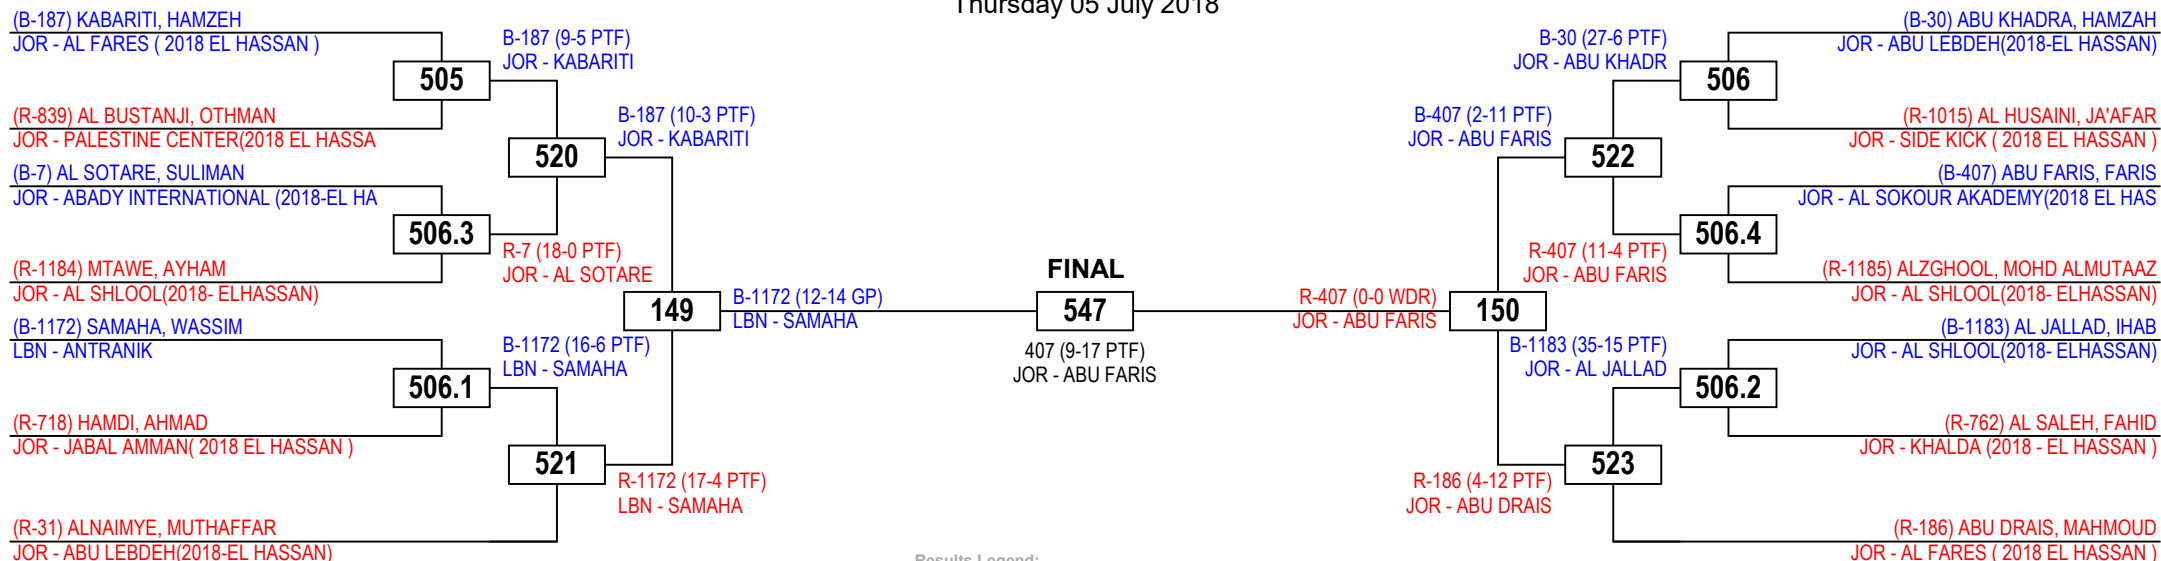 Thursday 05 July 2018
(B-187) KABARITI, HAMZEH
JOR - AL FARES ( 2018 EL HASSAN )
505
(R-839) AL BUSTANJI, OTHMAN
JOR - PALESTINE CENTER(2018 EL HASSA
(B-7) AL SOTARE, SULIMAN
JOR - ABADY INTERNATIONAL (2018-EL HA
506.3
(R-1184) MTAWE, AYHAM
JOR - AL SHLOOL(2018- ELHASSAN)
(B-1172) SAMAHA, WASSIM
LBN - ANTRANIK
506.1
(R-718) HAMDI, AHMAD
JOR - JABAL AMMAN( 2018 EL HASSAN )
(R-31) ALNAIMYE, MUTHAFFAR
JOR - ABU LEBDEH(2018-EL HASSAN)
B-187 (9-5 PTF)
JOR - KABARITI
520
R-7 (18-0 PTF)
JOR - AL SOTARE
B-1172 (16-6 PTF)
LBN - SAMAHA
521
B-187 (10-3 PTF)
JOR - KABARITI
149
R-1172 (17-4 PTF)
LBN - SAMAHA
B-1172 (12-14 GP)
LBN - SAMAHA
FINAL
547
407 (9-17 PTF)
JOR - ABU FARIS
R-407 (0-0 WDR)
JOR - ABU FARIS
B-407 (2-11 PTF)
JOR - ABU FARIS
150
R-186 (4-12 PTF)
JOR - ABU DRAIS
B-30 (27-6 PTF)
JOR - ABU KHADR
522
R-407 (11-4 PTF)
JOR - ABU FARIS
B-1183 (35-15 PTF)
JOR - AL JALLAD
523
(B-30) ABU KHADRA, HAMZAH
JOR - ABU LEBDEH(2018-EL HASSAN)
506
(R-1015) AL HUSAINI, JA'AFAR
JOR - SIDE KICK ( 2018 EL HASSAN )
(B-407) ABU FARIS, FARIS
JOR - AL SOKOUR AKADEMY(2018 EL HAS
506.4
(R-1185) ALZGHOOL, MOHD ALMUTAAZ
JOR - AL SHLOOL(2018- ELHASSAN)
(B-1183) AL JALLAD, IHAB
JOR - AL SHLOOL(2018- ELHASSAN)
506.2
(R-762) AL SALEH, FAHID
JOR - KHALDA (2018 - EL HASSAN )
(R-186) ABU DRAIS, MAHMOUD
JOR - AL FARES ( 2018 EL HASSAN )
Results Legend: